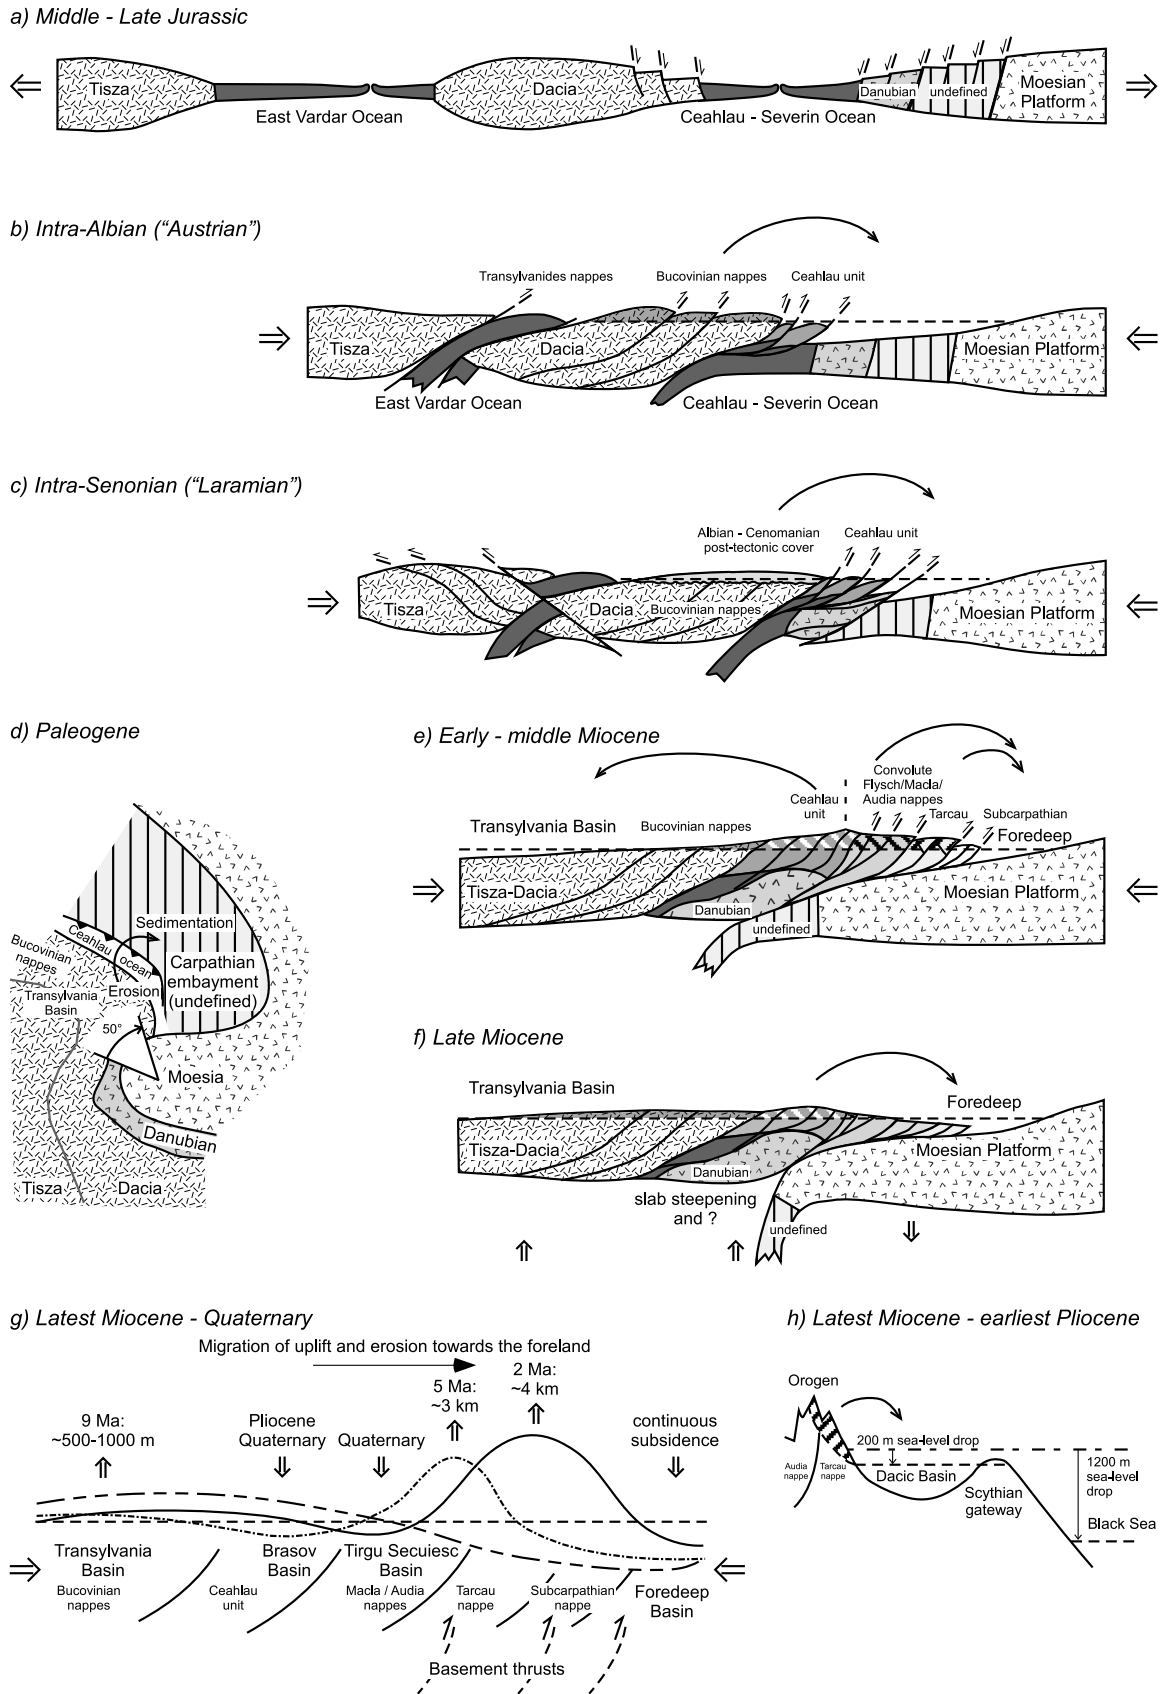 a) Middle - Late Jurassic
Tisza
Dacia
Danubian
undefined
Moesian
Platform
East Vardar Ocean
Ceahlau - Severin Ocean
b) Intra-Albian (“Austrian”)
Transylvanides nappes
Bucovinian nappes
Ceahlau unit
Tisza
Dacia
Moesian Platform
East Vardar Ocean
Ceahlau - Severin Ocean
c) Intra-Senonian (“Laramian”)
Albian - Cenomanian
post-tectonic cover
Ceahlau unit
Tisza
Dacia
Bucovinian nappes
Moesian Platform
d) Paleogene
Sedimentation
Ceahlau ocean
Bucovinian
nappes
Carpathian
embayment
(undefined)
Erosion
Transylvania
Basin
50°
Moesia
Danubian
Tisza
Dacia
e) Early - middle Miocene
Convolute
Flysch/Macla/
Audia nappes
Ceahlau
unit
Tarcau
Subcarpathian
Transylvania Basin
Bucovinian nappes
Foredeep
Tisza-Dacia
Danubian
Moesian Platform
undefined
f) Late Miocene
Transylvania Basin
Foredeep
Tisza-Dacia
Danubian
Moesian Platform
slab steepening
and ?
undefined
g) Latest Miocene - Quaternary
Migration of uplift and erosion towards the foreland
9 Ma:
~500-1000 m
Pliocene
Quaternary
Quaternary
5 Ma:
~3 km
2 Ma:
~4 km
continuous
subsidence
Transylvania
Basin
Bucovinian
nappes
Brasov
Basin
Ceahlau
unit
Tirgu Secuiesc
Basin
Macla / Audia
nappes
Tarcau
nappe
Subcarpathian
nappe
Foredeep
Basin
Basement thrusts
h) Latest Miocene - earliest Pliocene
Orogen
200 m sea-level drop
Audia
nappe
Tarcau
nappe
Dacic Basin
Scythian
gateway
1200 m
sea-level
drop
Black Sea